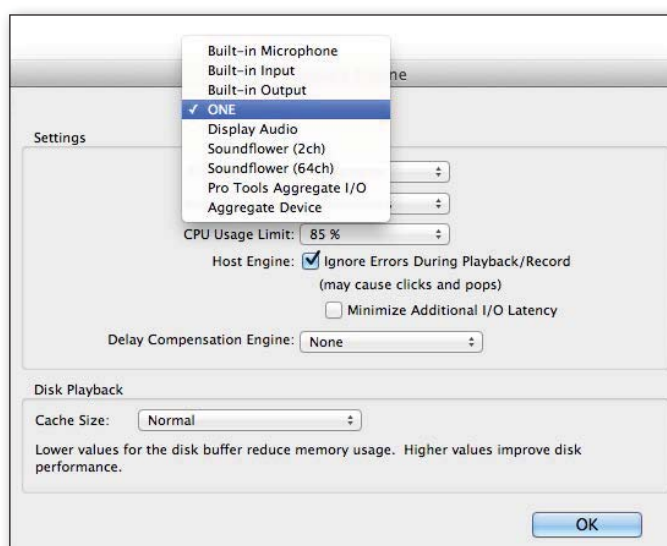 Built-in Microphone
Built-in Input
Built-in Output
✓ ONE
Display Audio
Soundflower (2ch)
Soundflower (64ch)
Pro Tools Aggregate I/O
Aggregate Device
Settings
CPU Usage Limit: 85 %
Host Engine: Ignore Errors During Playback/Record
(may cause clicks and pops)
Minimize Additional I/O Latency
Delay Compensation Engine: None
Disk Playback
Cache Size: Normal
Lower values for the disk buffer reduce memory usage. Higher values improve disk
performance.
OK